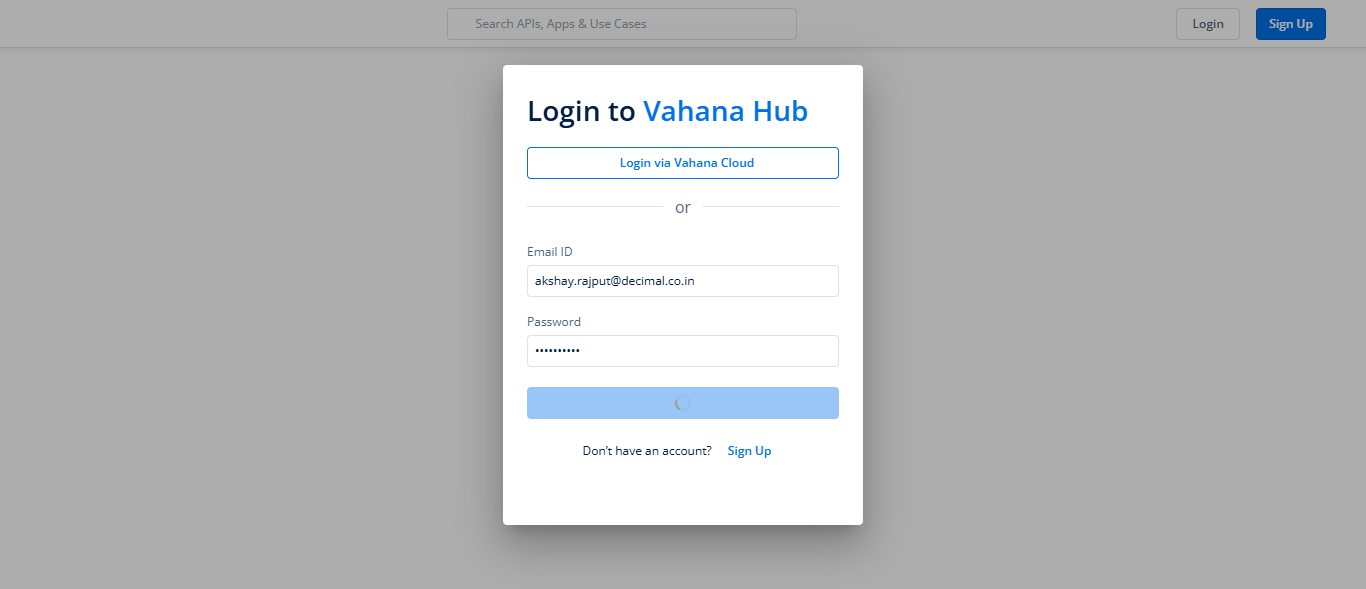 Search APIs, Apps & Use Cases
Login
Sign Up
Login to Vahana Hub
Login via Vahana Cloud
or
Email ID
akshay.rajput@decimal.co.in
Password
••••••••••
Don't have an account? Sign Up